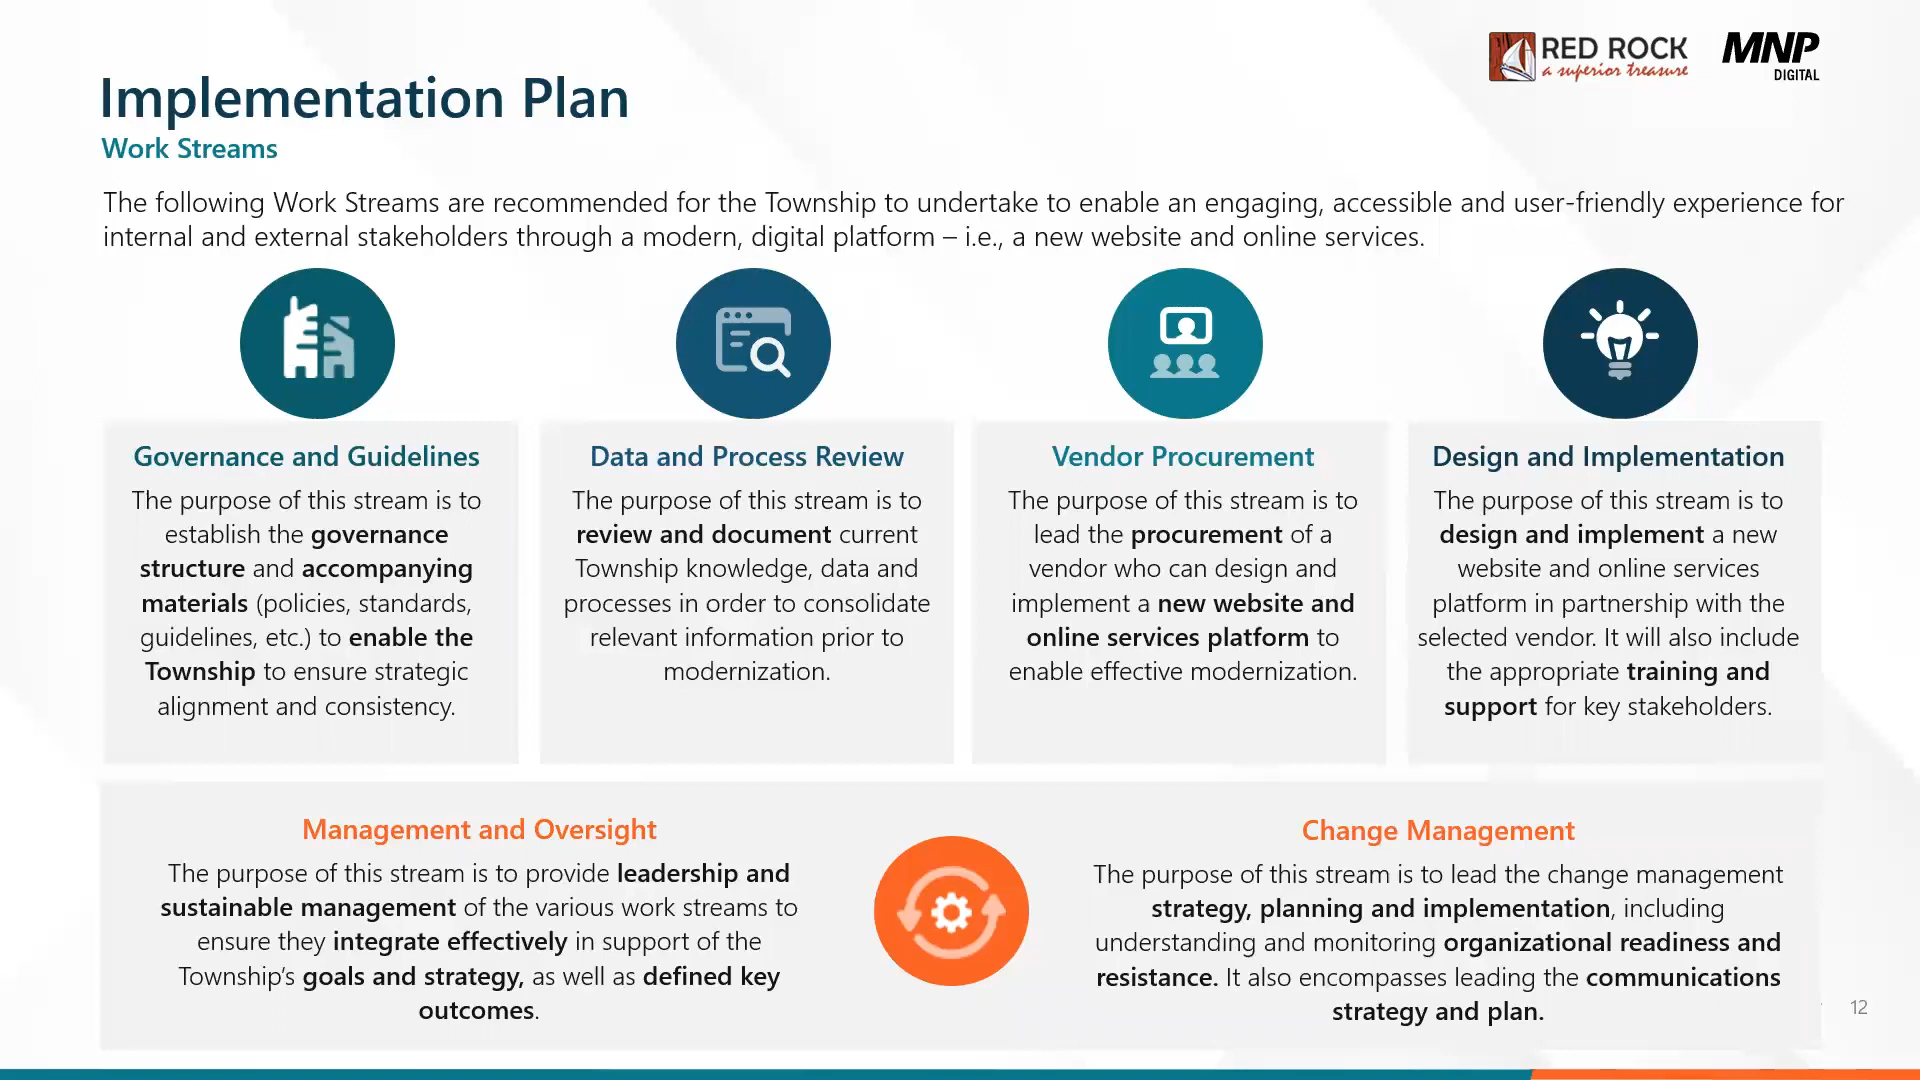 RED ROCK
a superior treasure
MNP
DIGITAL
Implementation Plan
Work Streams
The following Work Streams are recommended for the Township to undertake to enable an engaging, accessible and user-friendly experience for
internal and external stakeholders through a modern, digital platform – i.e., a new website and online services.
Governance and Guidelines
The purpose of this stream is to
establish the governance
structure and accompanying
materials (policies, standards,
guidelines, etc.) to enable the
Township to ensure strategic
alignment and consistency.
Data and Process Review
The purpose of this stream is to
review and document current
Township knowledge, data and
processes in order to consolidate
relevant information prior to
modernization.
Vendor Procurement
The purpose of this stream is to
lead the procurement of a
vendor who can design and
implement a new website and
online services platform to
enable effective modernization.
Design and Implementation
The purpose of this stream is to
design and implement a new
website and online services
platform in partnership with the
selected vendor. It will also include
the appropriate training and
support for key stakeholders.
Management and Oversight
The purpose of this stream is to provide leadership and
sustainable management of the various work streams to
ensure they integrate effectively in support of the
Township's goals and strategy, as well as defined key
outcomes.
Change Management
The purpose of this stream is to lead the change management
strategy, planning and implementation, including
understanding and monitoring organizational readiness and
resistance. It also encompasses leading the communications
strategy and plan.
12